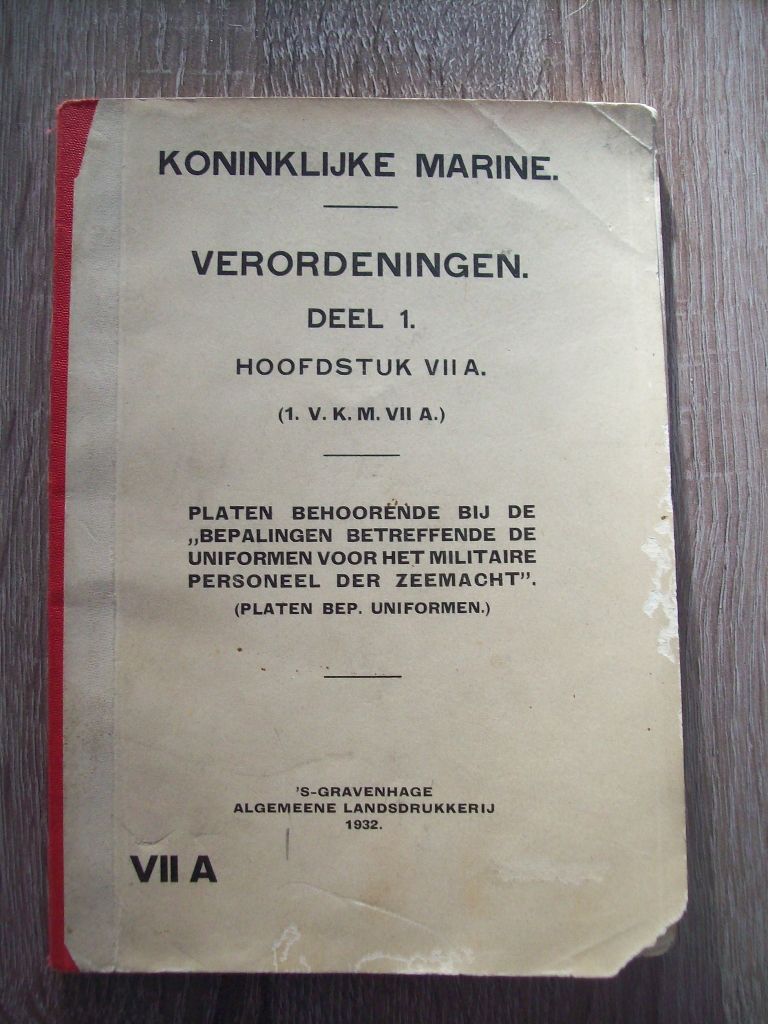 KONINKLIJKE MARINE.
VERORDENINGEN.
DEEL 1.
HOOFDSTUK VII A.
(1. V. K. M. VII A.)
PLATEN BEHOORENDE BIJ DE
„BEPALINGEN BETREFFENDE DE
UNIFORMEN VOOR HET MILITAIRE
PERSONEEL DER ZEEMACHT”.
(PLATEN BEP. UNIFORMEN.)
'S-GRAVENHAGE
ALGEMEENE LANDSDRUKKERIJ
1932.
VII A